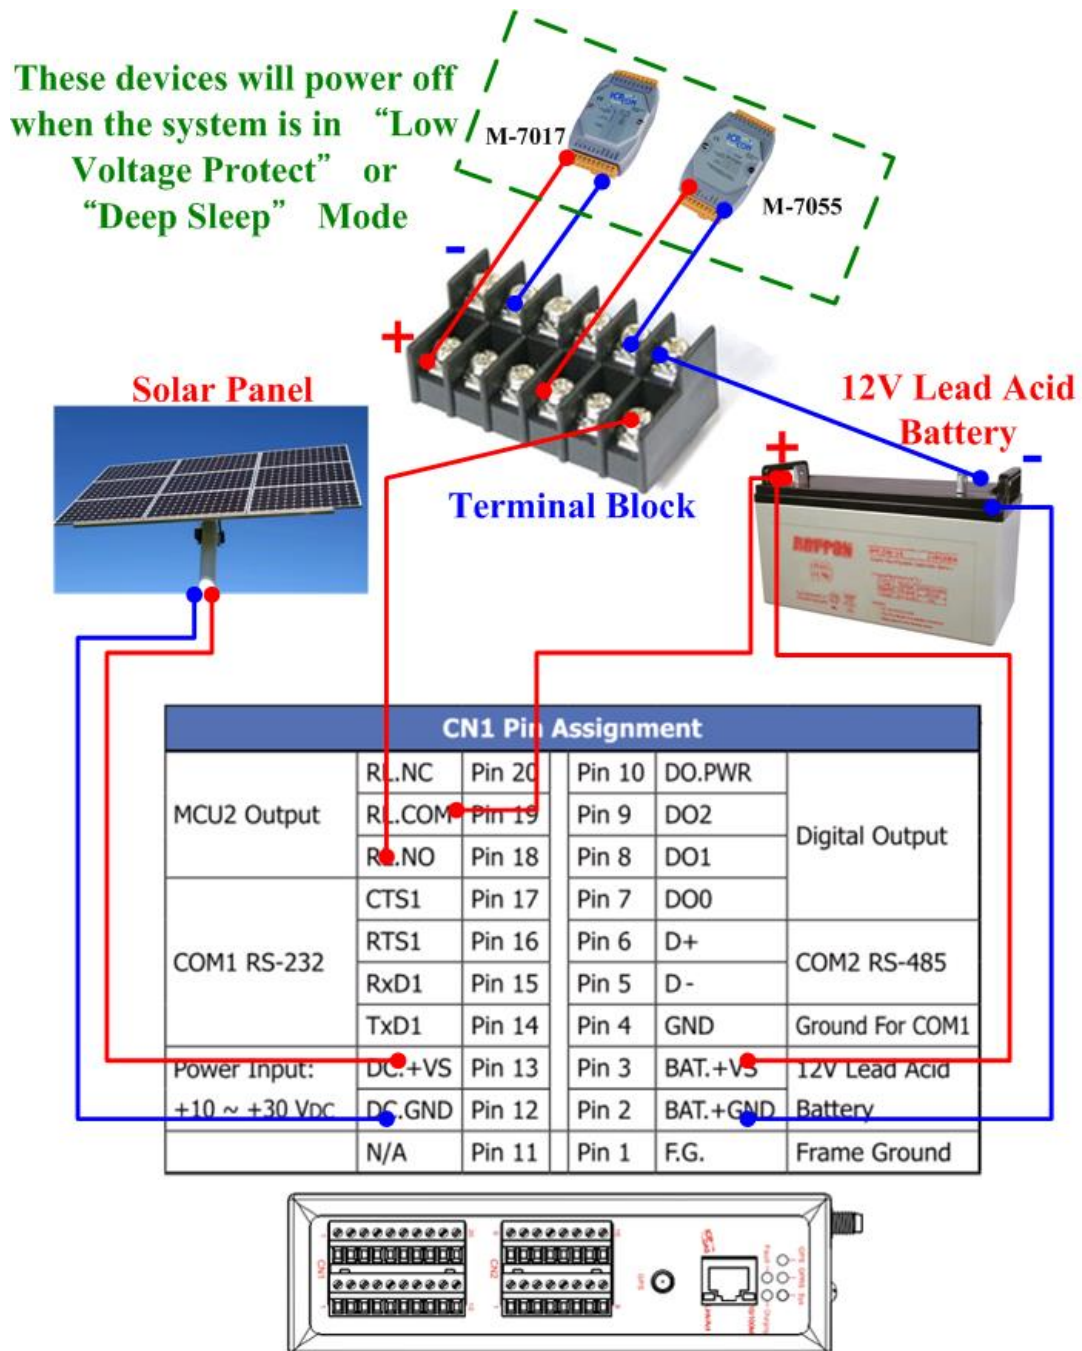 These devices will power off
when the system is in “Low
Voltage Protect” or
“Deep Sleep” Mode
M-7017
M-7055
-
+
Solar Panel
Terminal Block
12V Lead Acid
Battery
+
-
CN1 Pin Assignment
MCU2 Output
RL.NC Pin 20 Pin 10 DO.PWR
RL.COM Pin 19 Pin 9 DO2
RL.NO Pin 18 Pin 8 DO1
Digital Output
CTS1 Pin 17 Pin 7 DO0
COM1 RS-232
RTS1 Pin 16 Pin 6 D+
RxD1 Pin 15 Pin 5 D-
COM2 RS-485
TxD1 Pin 14 Pin 4 GND Ground For COM1
Power Input: DC.+VS Pin 13 Pin 3 BAT.+VS 12V Lead Acid
+10 ~ +30 VDC DC.GND Pin 12 Pin 2 BAT.+GND Battery
N/A Pin 11 Pin 1 F.G. Frame Ground
CN1
CN2
GPS